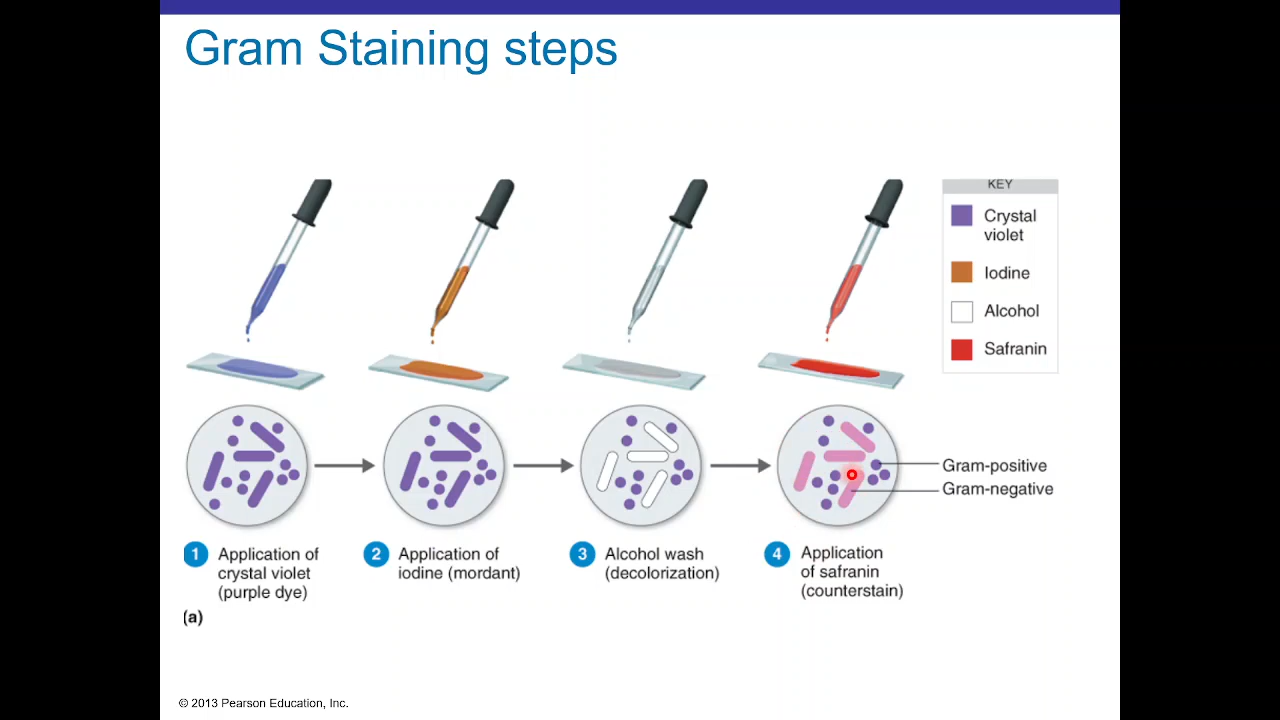 Gram Staining steps
KEY
Crystal
violet
Iodine
Alcohol
Safranin
Gram-positive
Gram-negative
1 Application of
crystal violet
(purple dye)
2 Application of
iodine (mordant)
3 Alcohol wash
(decolorization)
4 Application
of safranin
(counterstain)
(a)
© 2013 Pearson Education, Inc.